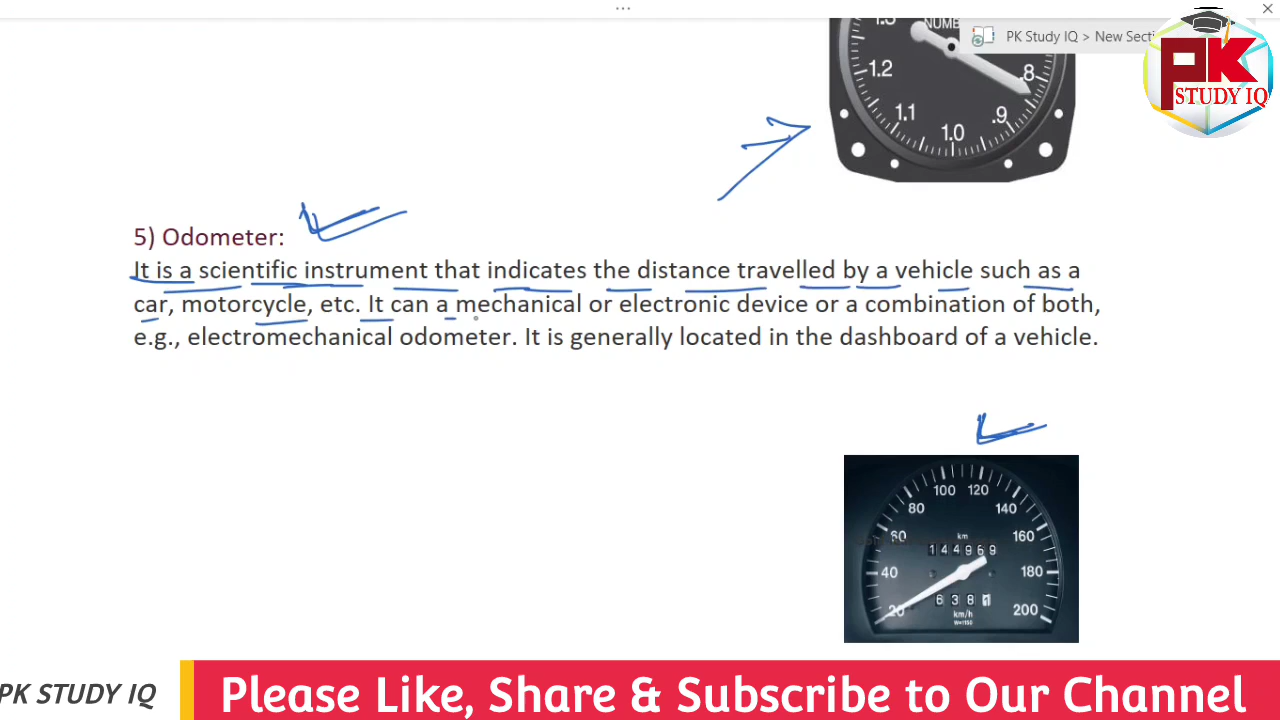 ...
NUMB
PK Study IQ > New Secti
PK
STUDY IQ
1.2
.8
1.1
.9
1.0
5) Odometer:
It is a scientific instrument that indicates the distance travelled by a vehicle such as a
car, motorcycle, etc. It can a mechanical or electronic device or a combination of both,
e.g., electromechanical odometer. It is generally located in the dashboard of a vehicle.
100 120
80 140
60 km 160
144969
40 180
20 6381 200
km/h
W=1150
PK STUDY IQ
Please Like, Share & Subscribe to Our Channel